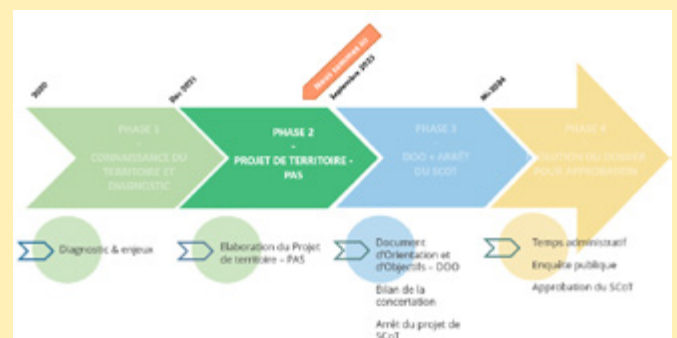 Nous sommes ici
2020
Dec 2021
Septembre 2023
PHASE 1
-
CONNAISSANCE DU
TERRITOIRE ET
DIAGNOSTIC
PHASE 2
-
PROJET DE TERRITOIRE -
PAS
PHASE 3
-
DOO + ARRÊT
DU SCOT
PHASE 4
-
DU DOSSIER
POUR APPROBATION
Diagnostic & enjeux
Elaboration du Projet
de territoire – PAS
Document
d'Orientation et
d'Objectifs – DOO
Bilan de la
concertation
Arrêt du projet de
SCoT
Temps administratif
Enquête publique
Approbation du SCoT